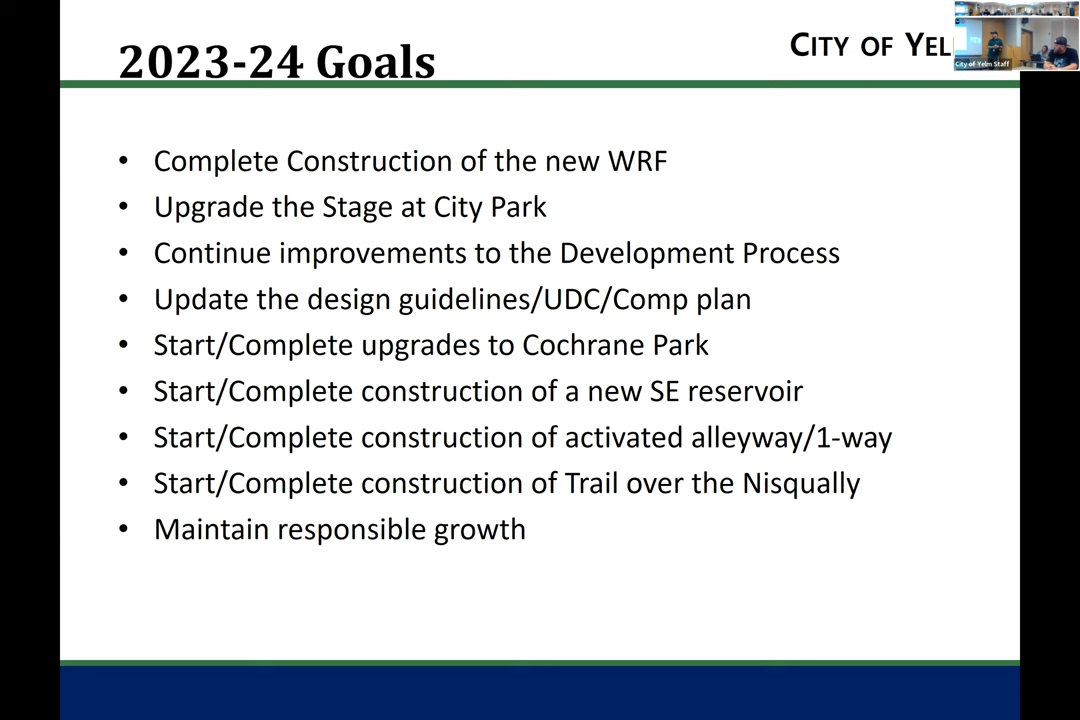 2023-24 Goals
CITY OF YEL
City of Yelm Staff
• Complete Construction of the new WRF
• Upgrade the Stage at City Park
• Continue improvements to the Development Process
• Update the design guidelines/UDC/Comp plan
• Start/Complete upgrades to Cochrane Park
• Start/Complete construction of a new SE reservoir
• Start/Complete construction of activated alleyway/1-way
• Start/Complete construction of Trail over the Nisqually
• Maintain responsible growth